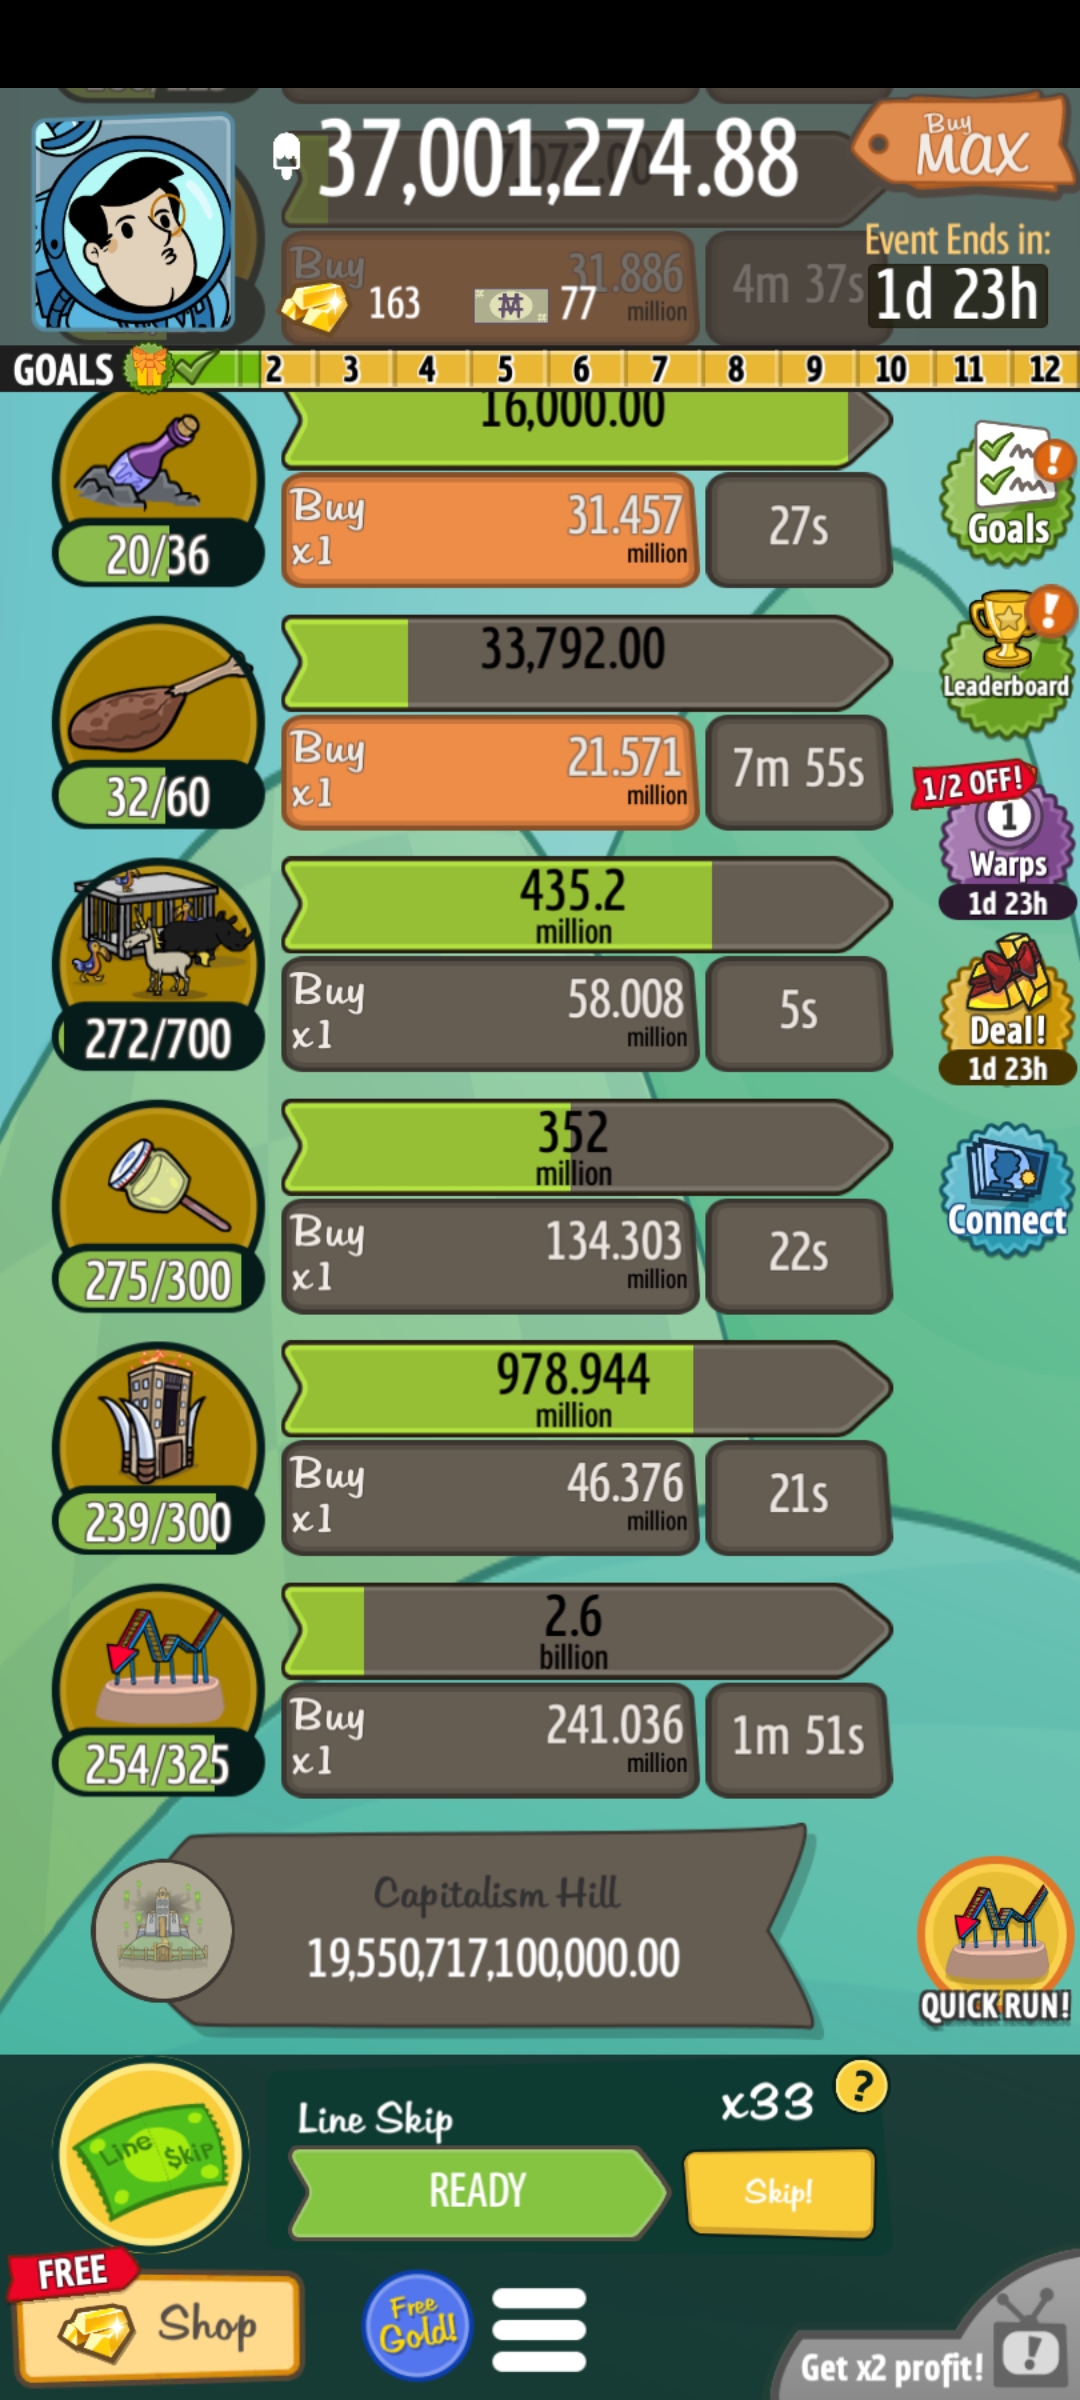 37,001,274.88
Buy
MAX
Event Ends in:
1d 23h
Buy
31.886
million
4m 37s
163
77
GOALS 2 3 4 5 6 7 8 9 10 11 12
16,000.00
Buy
x1
31.457
million
27s
20/36
Goals
33,792.00
Buy
x1
21.571
million
7m 55s
32/60
Leaderboard
1/2 OFF!
1
Warps
1d 23h
435.2
million
Buy
x1
58.008
million
5s
272/700
Deal!
1d 23h
352
million
Buy
x1
134.303
million
22s
275/300
Connect
978.944
million
Buy
x1
46.376
million
21s
239/300
2.6
billion
Buy
x1
241.036
million
1m 51s
254/325
Capitalism Hill
19,550,717,100,000.00
QUICK RUN!
Line $kip
Line Skip
x33
?
READY
Skip!
FREE
Shop
Free
Gold!
Get x2 profit!